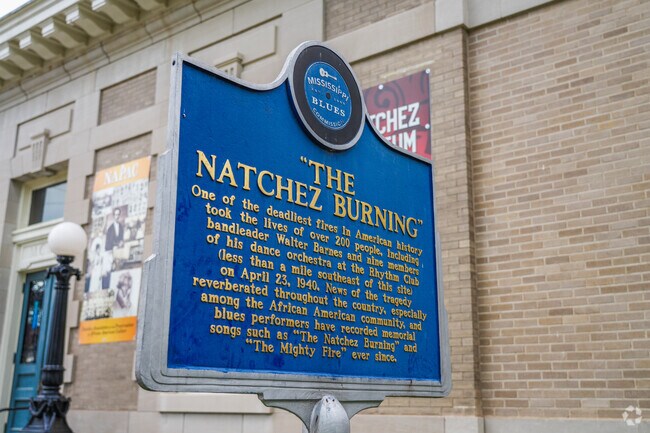 MISSISSIPPI
BLUES
COMMISSION
"THE
NATCHEZ BURNING"
One of the deadliest fires in American history
took the lives of over 200 people, including
bandleader Walter Barnes and nine members
of his dance orchestra at the Rhythm Club
(less than a mile southeast of this site)
on April 23, 1940. News of the tragedy
reverberated throughout the country, especially
among the African American community, and
blues performers have recorded memorial
songs such as "The Natchez Burning" and
"The Mighty Fire" ever since.
NAPAC
TCHEZ
EUM